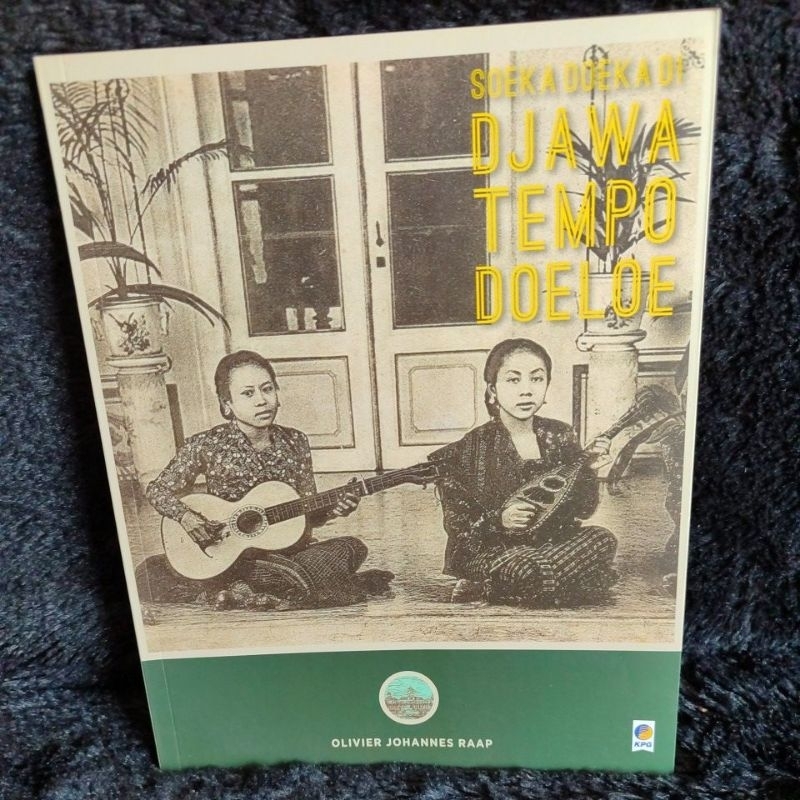 SOEKA DOEKA DI
DJAWA
TEMPO
DOELOE
OLIVIER JOHANNES RAAP
KPG